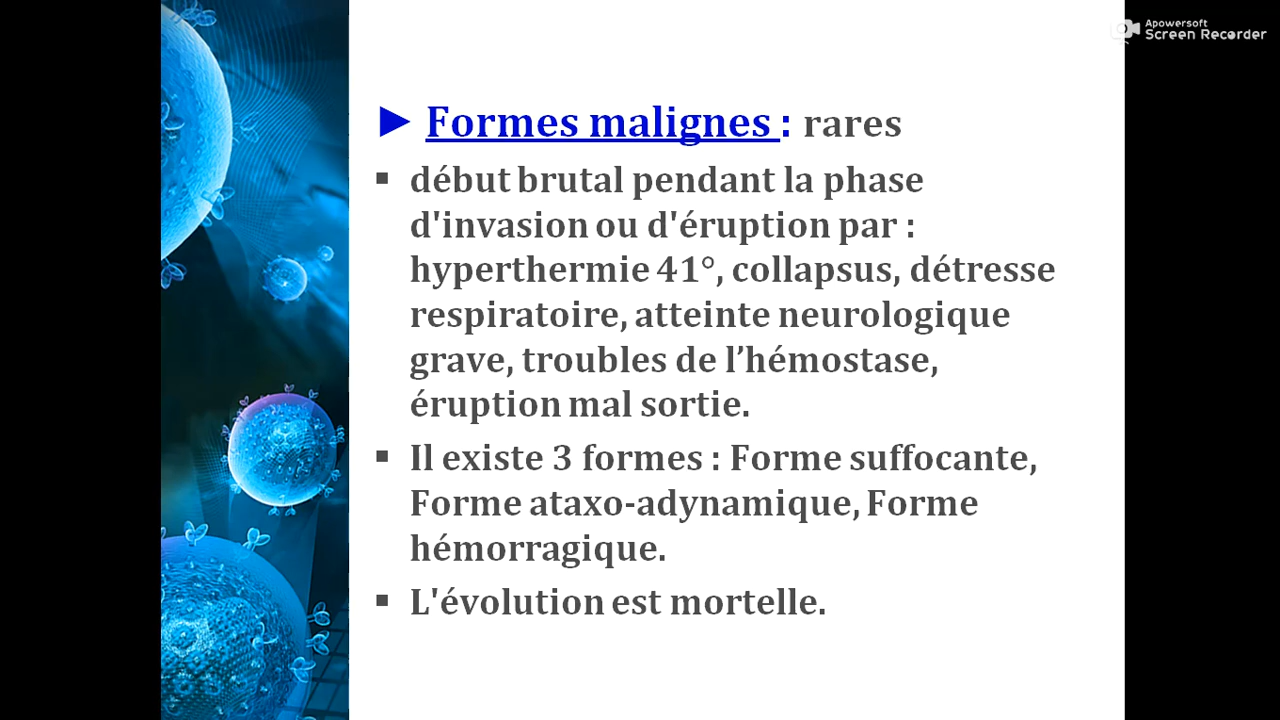 Apowersoft
Screen Recorder
► Formes malignes : rares
▪ début brutal pendant la phase
d'invasion ou d'éruption par :
hyperthermie 41°, collapsus, détresse
respiratoire, atteinte neurologique
grave, troubles de l’hémostase,
éruption mal sortie.
▪ Il existe 3 formes : Forme suffocante,
Forme ataxo-adynamique, Forme
hémorragique.
▪ L'évolution est mortelle.